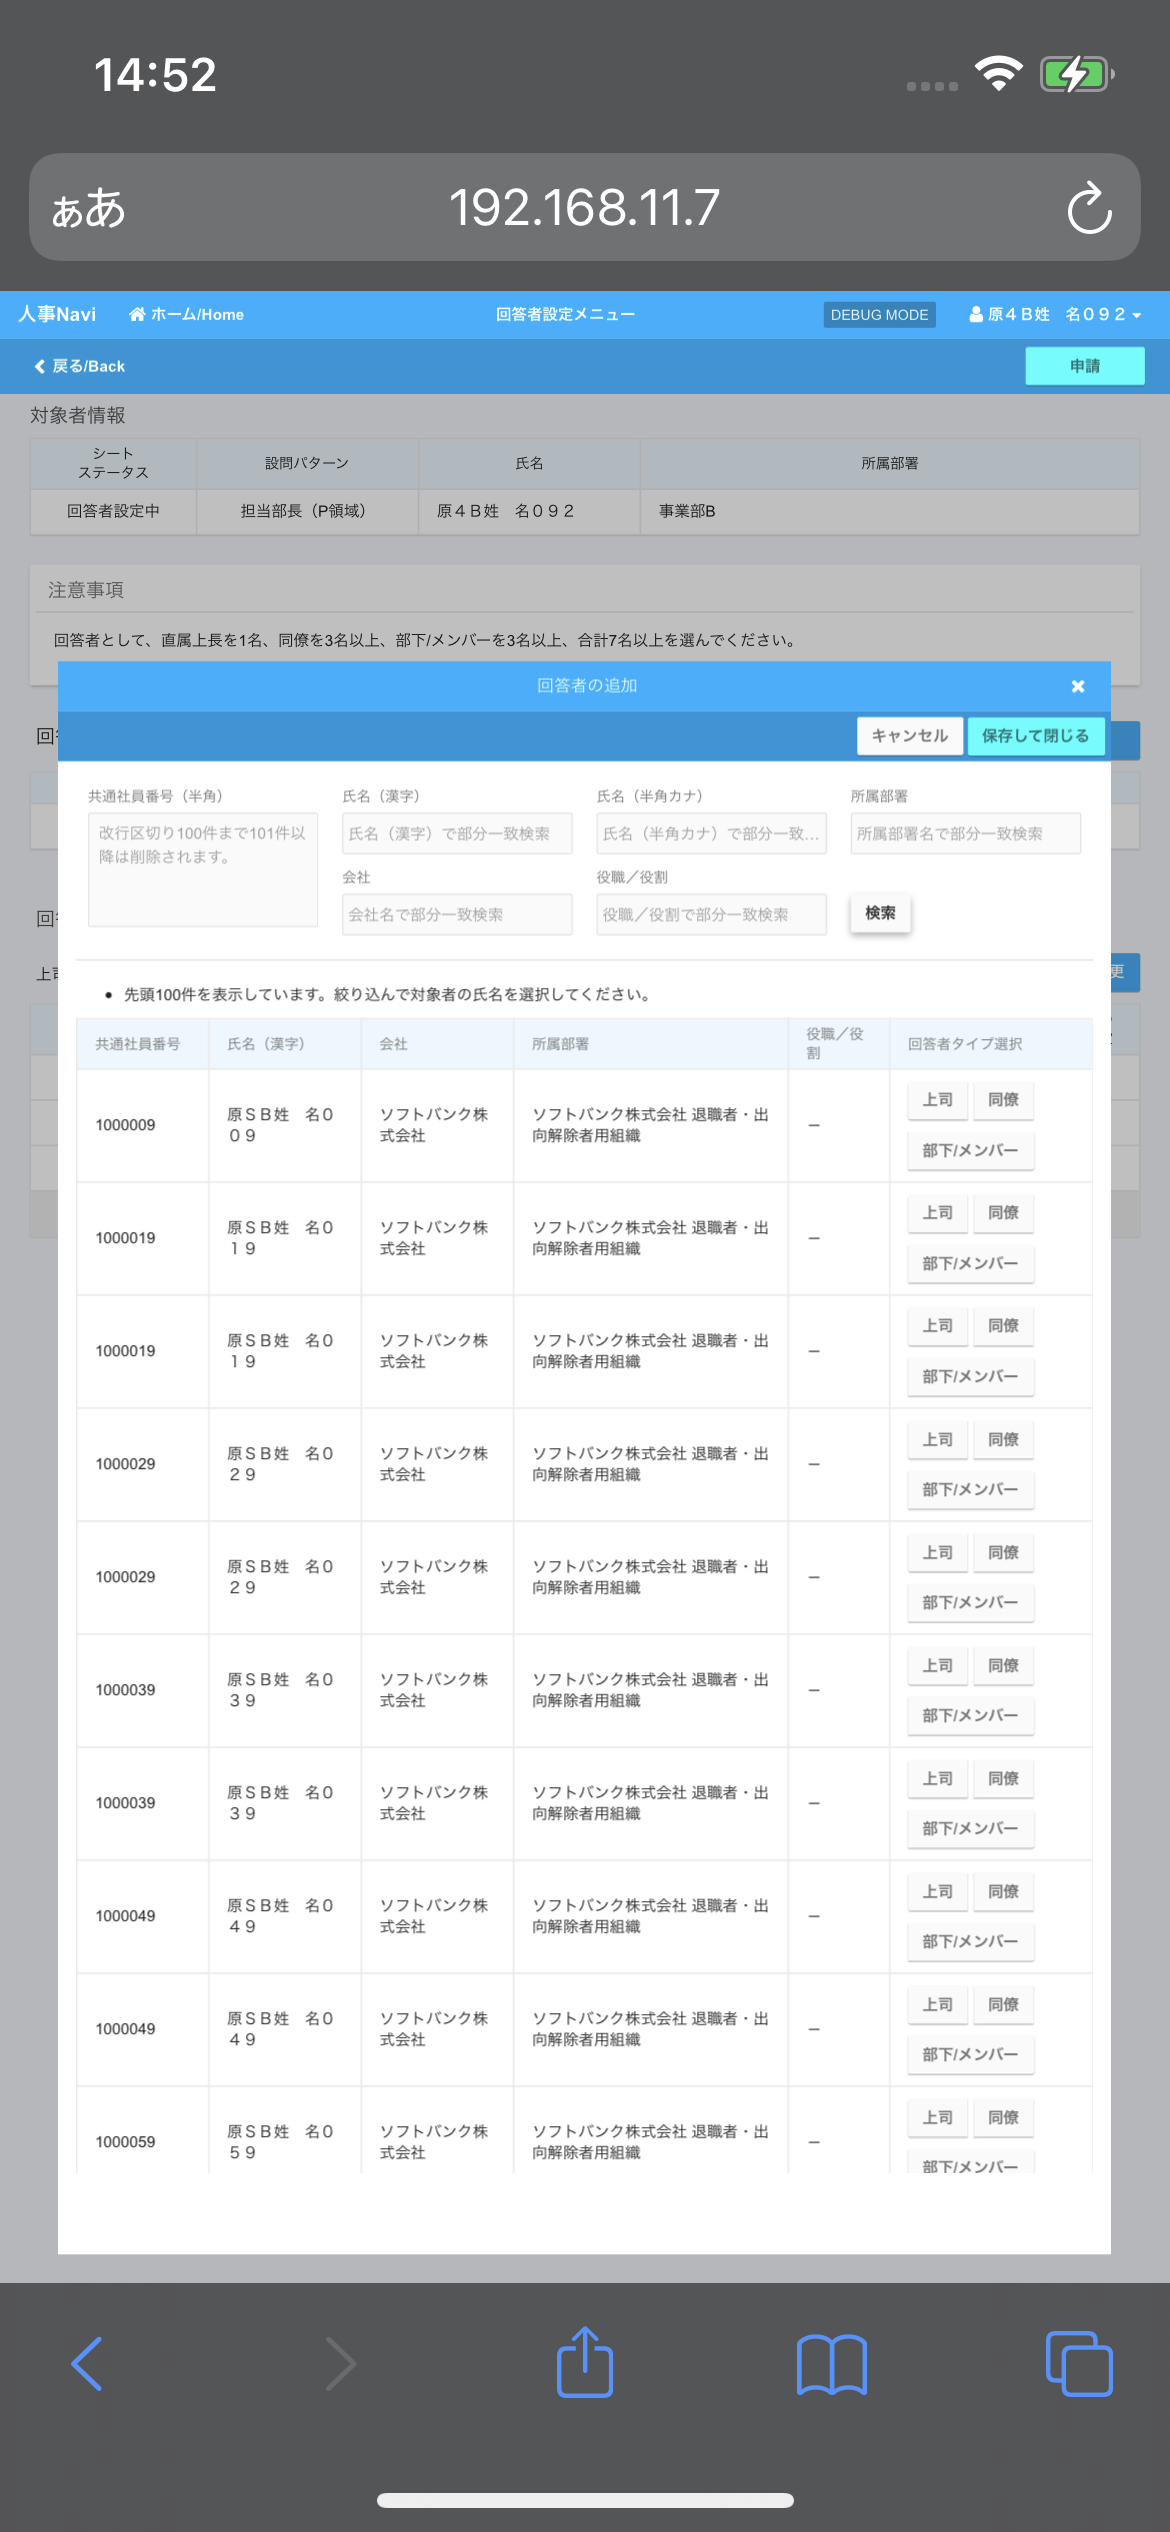 14:52
ぁあ 192.168.11.7
人事Navi ホーム/Home 回答者設定メニュー DEBUG MODE 原４Ｂ姓　名０９２
戻る/Back 申請
対象者情報
シート
ステータス 設問パターン 氏名 所属部署
回答者設定中 担当部長（P領域） 原４Ｂ姓　名０９２ 事業部B
注意事項
回答者として、直属上長を1名、同僚を3名以上、部下/メンバーを3名以上、合計7名以上を選んでください。
回答者の追加
回
キャンセル 保存して閉じる
共通社員番号（半角） 氏名（漢字） 氏名（半角カナ） 所属部署
改行区切り100件まで101件以
降は削除されます。
氏名（漢字）で部分一致検索 氏名（半角カナ）で部分一致... 所属部署名で部分一致検索
会社 役職／役割
会社名で部分一致検索 役職／役割で部分一致検索 検索
回
上司
更
• 先頭100件を表示しています。絞り込んで対象者の氏名を選択してください。
共通社員番号 氏名（漢字） 会社 所属部署 役職／役
割 回答者タイプ選択
1000009 原ＳＢ姓　名０
０９ ソフトバンク株
式会社 ソフトバンク株式会社 退職者・出
向解除者用組織 – 上司 同僚
部下/メンバー
1000019 原ＳＢ姓　名０
１９ ソフトバンク株
式会社 ソフトバンク株式会社 退職者・出
向解除者用組織 – 上司 同僚
部下/メンバー
1000019 原ＳＢ姓　名０
１９ ソフトバンク株
式会社 ソフトバンク株式会社 退職者・出
向解除者用組織 – 上司 同僚
部下/メンバー
1000029 原ＳＢ姓　名０
２９ ソフトバンク株
式会社 ソフトバンク株式会社 退職者・出
向解除者用組織 – 上司 同僚
部下/メンバー
1000029 原ＳＢ姓　名０
２９ ソフトバンク株
式会社 ソフトバンク株式会社 退職者・出
向解除者用組織 – 上司 同僚
部下/メンバー
1000039 原ＳＢ姓　名０
３９ ソフトバンク株
式会社 ソフトバンク株式会社 退職者・出
向解除者用組織 – 上司 同僚
部下/メンバー
1000039 原ＳＢ姓　名０
３９ ソフトバンク株
式会社 ソフトバンク株式会社 退職者・出
向解除者用組織 – 上司 同僚
部下/メンバー
1000049 原ＳＢ姓　名０
４９ ソフトバンク株
式会社 ソフトバンク株式会社 退職者・出
向解除者用組織 – 上司 同僚
部下/メンバー
1000049 原ＳＢ姓　名０
４９ ソフトバンク株
式会社 ソフトバンク株式会社 退職者・出
向解除者用組織 – 上司 同僚
部下/メンバー
1000059 原ＳＢ姓　名０
５９ ソフトバンク株
式会社 ソフトバンク株式会社 退職者・出
向解除者用組織 – 上司 同僚
部下/メンバー